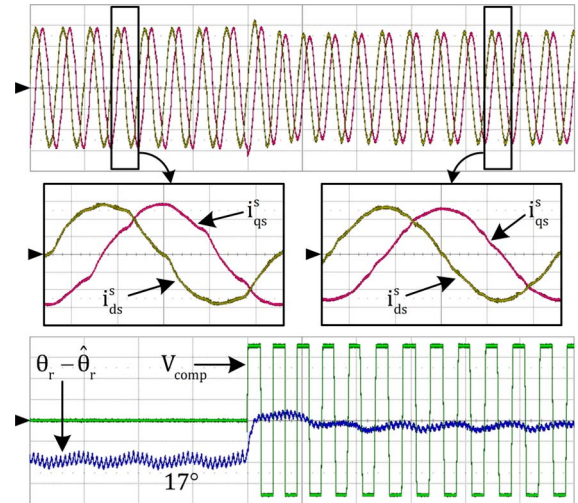 i^s_qs
i^s_ds
i^s_qs
i^s_ds
θ_r − θ̂_r
V_comp
17°